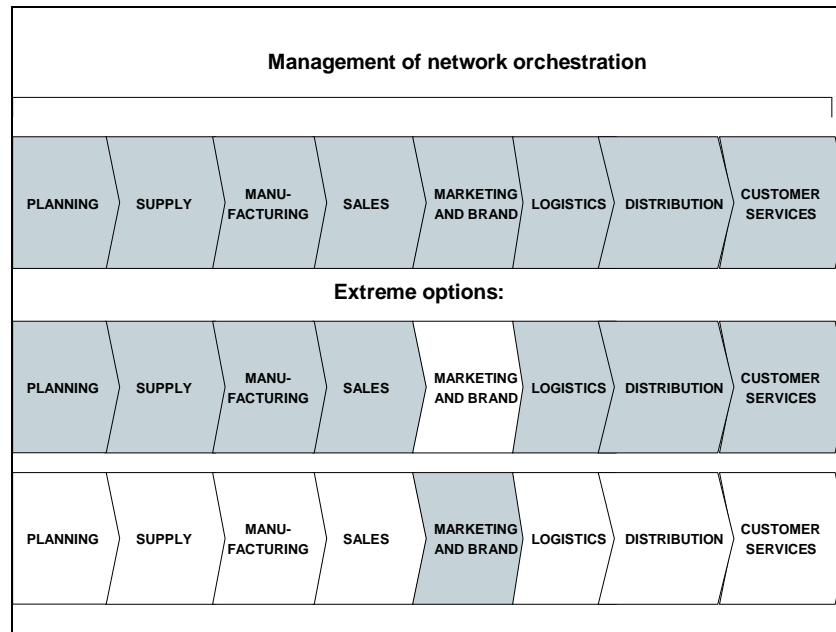 Management of network orchestration
PLANNING SUPPLY MANU- FACTURING SALES MARKETING AND BRAND LOGISTICS DISTRIBUTION CUSTOMER SERVICES
Extreme options:
PLANNING SUPPLY MANU- FACTURING SALES MARKETING AND BRAND LOGISTICS DISTRIBUTION CUSTOMER SERVICES
PLANNING SUPPLY MANU- FACTURING SALES MARKETING AND BRAND LOGISTICS DISTRIBUTION CUSTOMER SERVICES